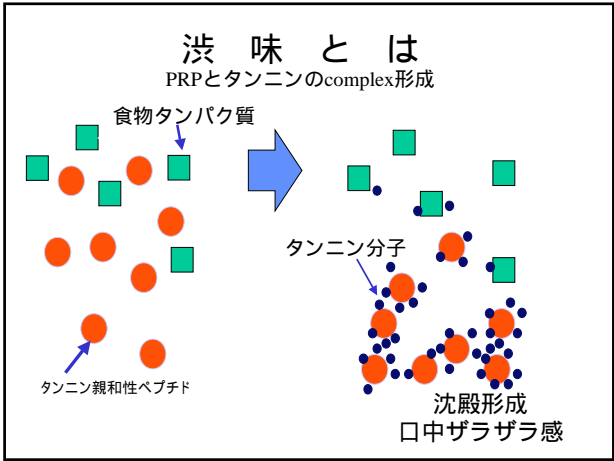 渋 味 と は
PRPとタンニンのcomplex形成
食物タンパク質
タンニン分子
タンニン親和性ペプチド
沈殿形成
口中ザラザラ感